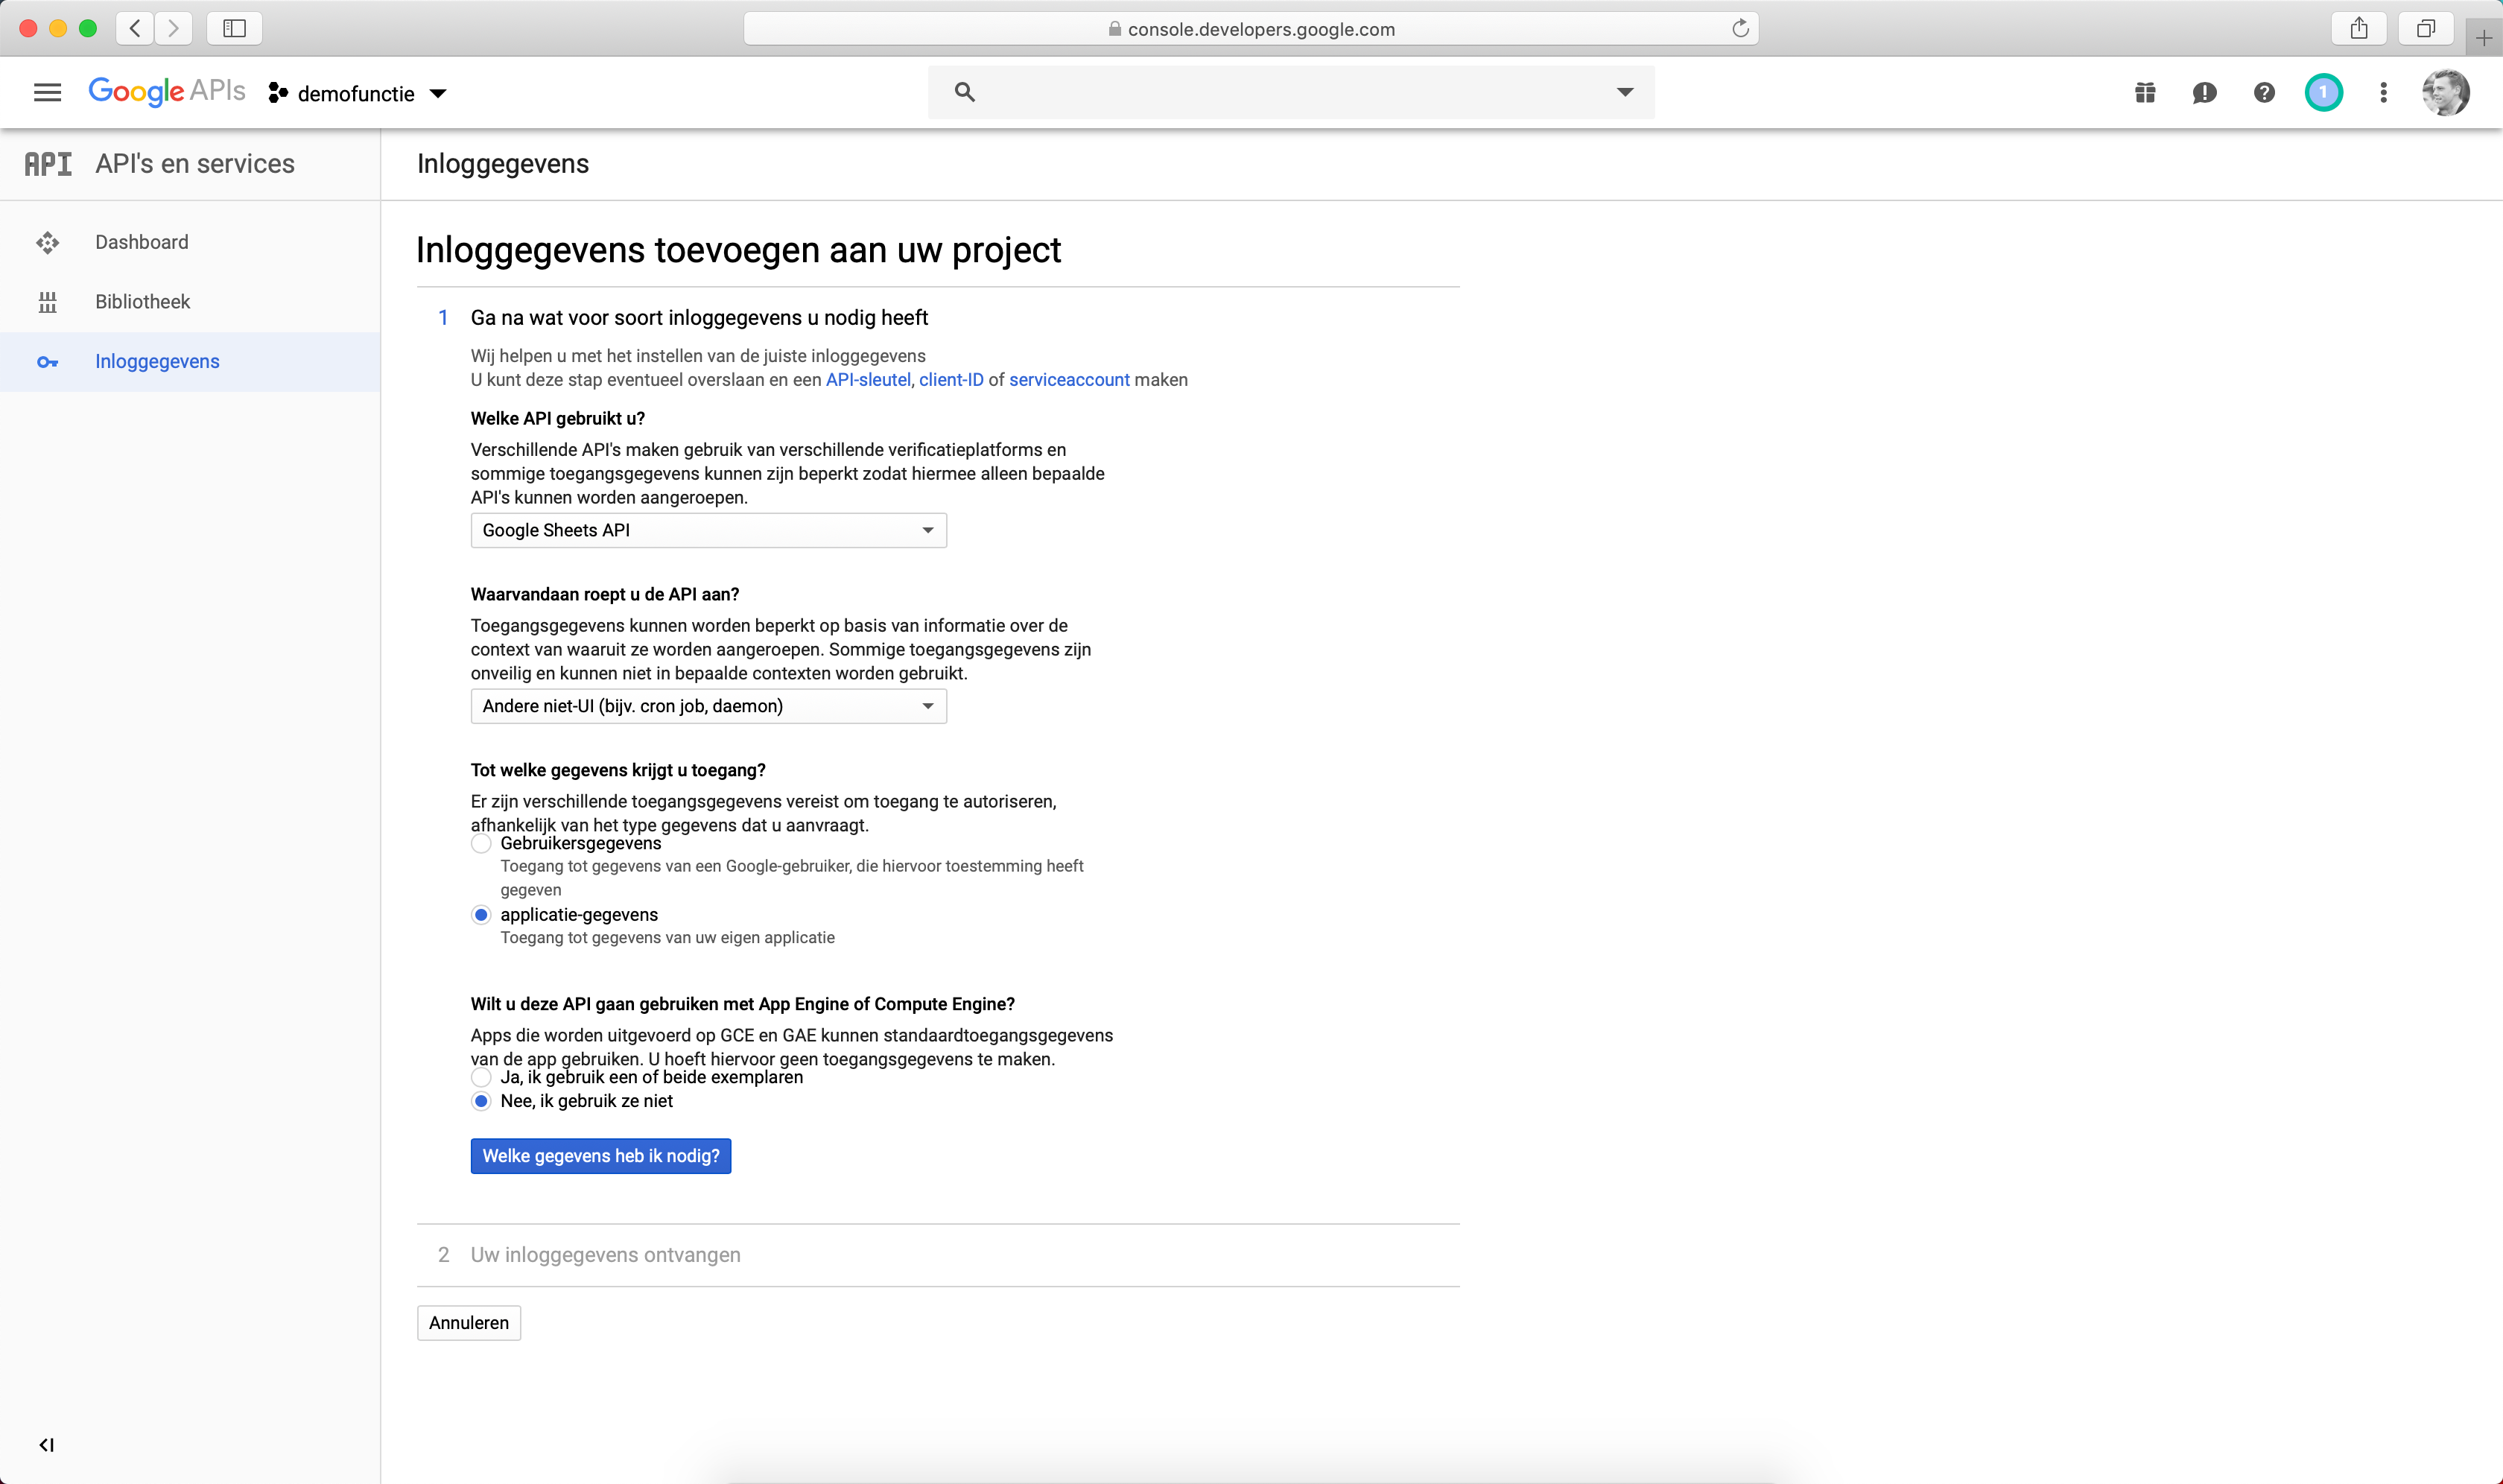 console.developers.google.com
Google APIs
demofunctie
1
API
API's en services
Inloggegevens
Dashboard
Bibliotheek
Inloggegevens
Inloggegevens toevoegen aan uw project
1 Ga na wat voor soort inloggegevens u nodig heeft
Wij helpen u met het instellen van de juiste inloggegevens
U kunt deze stap eventueel overslaan en een API-sleutel, client-ID of serviceaccount maken
Welke API gebruikt u?
Verschillende API's maken gebruik van verschillende verificatieplatforms en
sommige toegangsgegevens kunnen zijn beperkt zodat hiermee alleen bepaalde
API's kunnen worden aangeroepen.
Google Sheets API
Waarvandaan roept u de API aan?
Toegangsgegevens kunnen worden beperkt op basis van informatie over de
context van waaruit ze worden aangeroepen. Sommige toegangsgegevens zijn
onveilig en kunnen niet in bepaalde contexten worden gebruikt.
Andere niet-UI (bijv. cron job, daemon)
Tot welke gegevens krijgt u toegang?
Er zijn verschillende toegangsgegevens vereist om toegang te autoriseren,
afhankelijk van het type gegevens dat u aanvraagt.
Gebruikersgegevens
Toegang tot gegevens van een Google-gebruiker, die hiervoor toestemming heeft
gegeven
applicatie-gegevens
Toegang tot gegevens van uw eigen applicatie
Wilt u deze API gaan gebruiken met App Engine of Compute Engine?
Apps die worden uitgevoerd op GCE en GAE kunnen standaardtoegangsgegevens
van de app gebruiken. U hoeft hiervoor geen toegangsgegevens te maken.
Ja, ik gebruik een of beide exemplaren
Nee, ik gebruik ze niet
Welke gegevens heb ik nodig?
2 Uw inloggegevens ontvangen
Annuleren